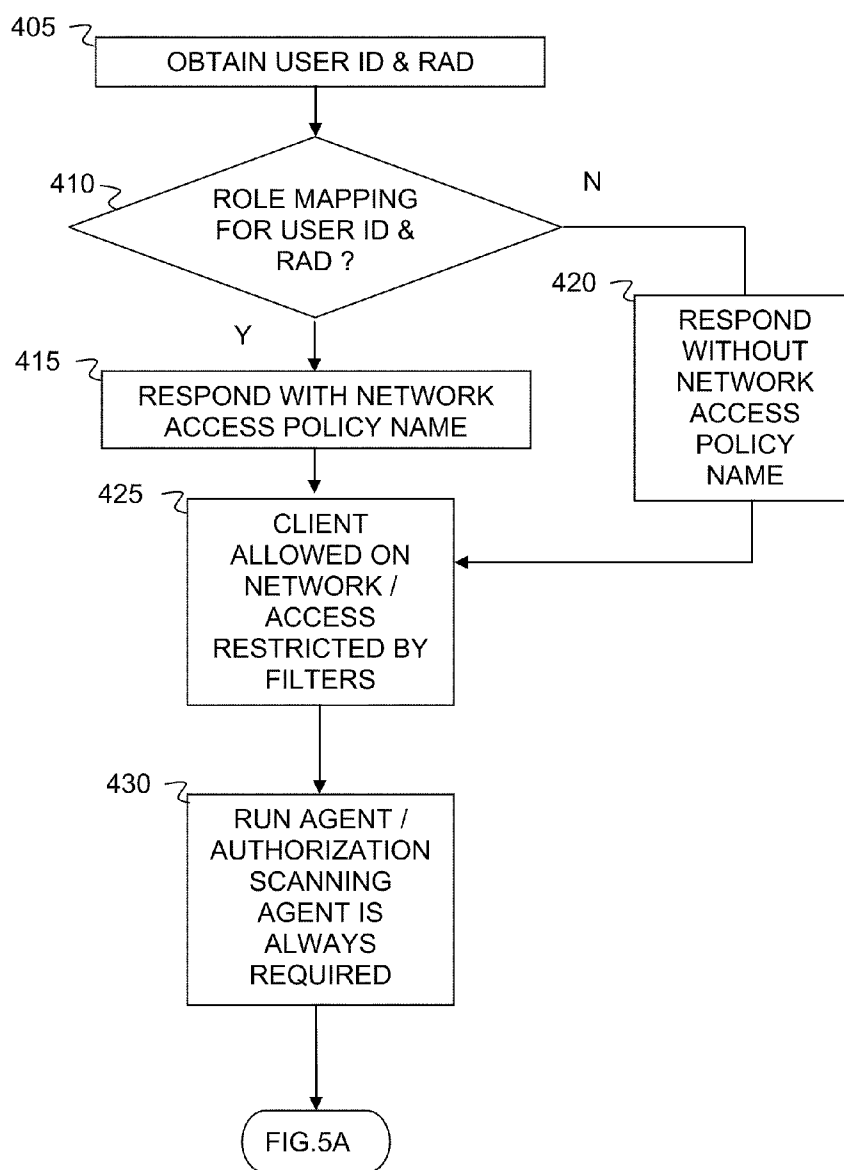 405
OBTAIN USER ID & RAD
410
ROLE MAPPING
FOR USER ID &
RAD ?
N
Y
415
RESPOND WITH NETWORK
ACCESS POLICY NAME
420
RESPOND
WITHOUT
NETWORK
ACCESS
POLICY
NAME
425
CLIENT
ALLOWED ON
NETWORK /
ACCESS
RESTRICTED BY
FILTERS
430
RUN AGENT /
AUTHORIZATION
SCANNING
AGENT IS
ALWAYS
REQUIRED
FIG.5A